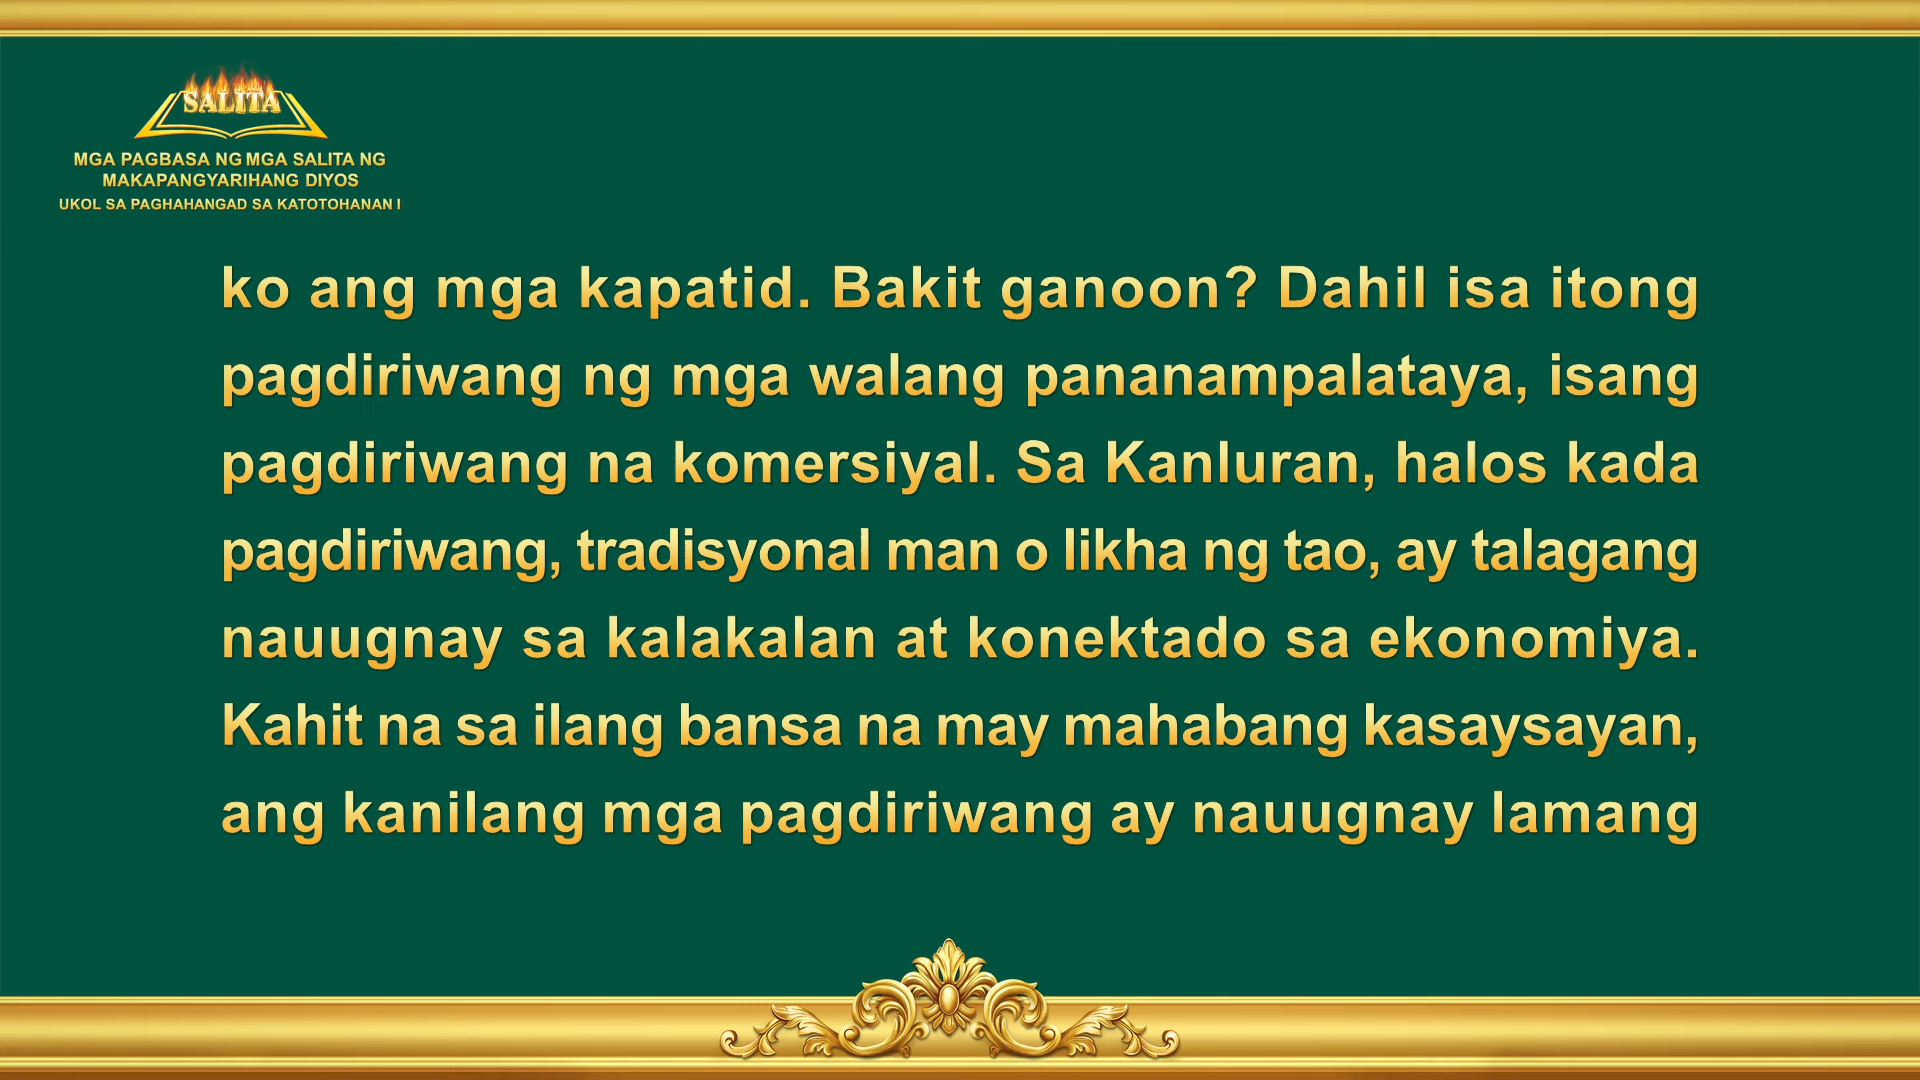 SALITA
MGA PAGBASA NG MGA SALITA NG
MAKAPANGYARIHANG DIYOS
UKOL SA PAGHAHANGAD SA KATOTOHANAN I
ko ang mga kapatid. Bakit ganoon? Dahil isa itong
pagdiriwang ng mga walang pananampalataya, isang
pagdiriwang na komersiyal. Sa Kanluran, halos kada
pagdiriwang, tradisyonal man o likha ng tao, ay talagang
nauugnay sa kalakalan at konektado sa ekonomiya.
Kahit na sa ilang bansa na may mahabang kasaysayan,
ang kanilang mga pagdiriwang ay nauugnay lamang